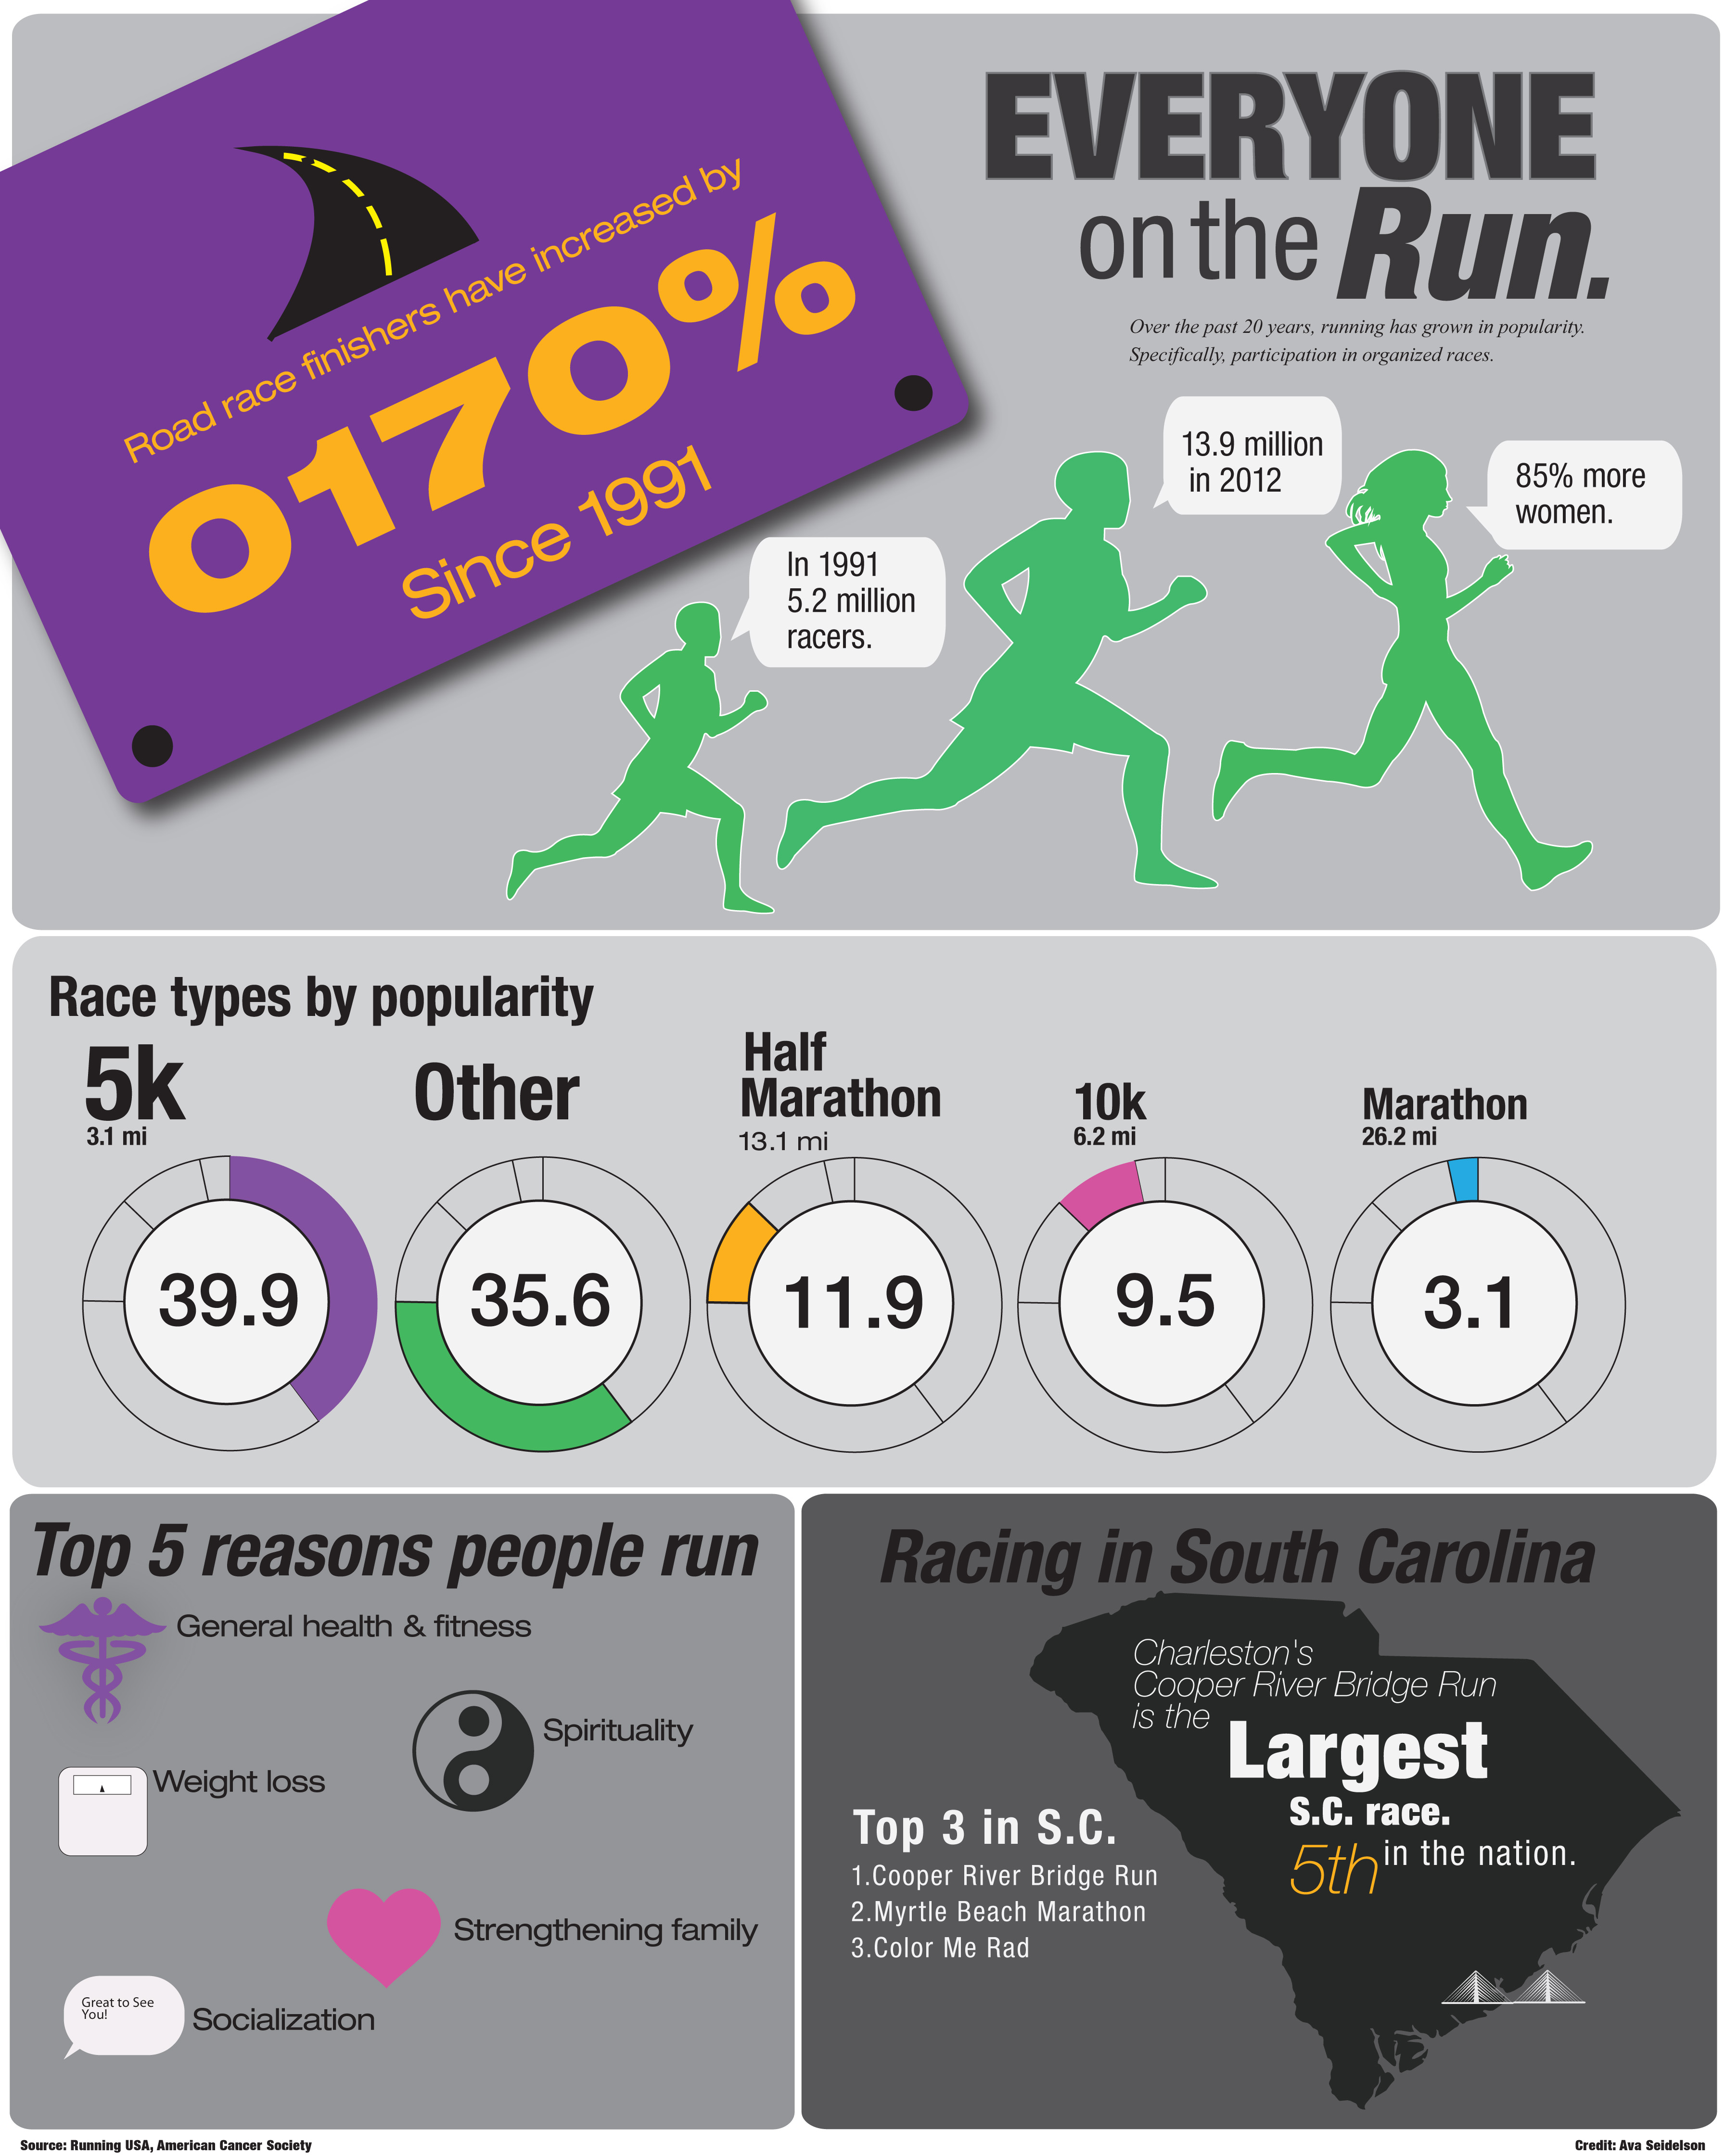 EVERYONE
on the Run.
Over the past 20 years, running has grown in popularity.
Specifically, participation in organized races.
Road race finishers have increased by
0170%
Since 1991
In 1991
5.2 million
racers.
13.9 million
in 2012
85% more
women.
Race types by popularity
5k
3.1 mi
39.9
Other
35.6
Half
Marathon
13.1 mi
11.9
10k
6.2 mi
9.5
Marathon
26.2 mi
3.1
Top 5 reasons people run
General health & fitness
Spirituality
Weight loss
Strengthening family
Great to See
You!
Socialization
Racing in South Carolina
Charleston's
Cooper River Bridge Run
is the
Largest
S.C. race.
5th in the nation.
Top 3 in S.C.
1.Cooper River Bridge Run
2.Myrtle Beach Marathon
3.Color Me Rad
Source: Running USA, American Cancer Society
Credit: Ava Seidelson